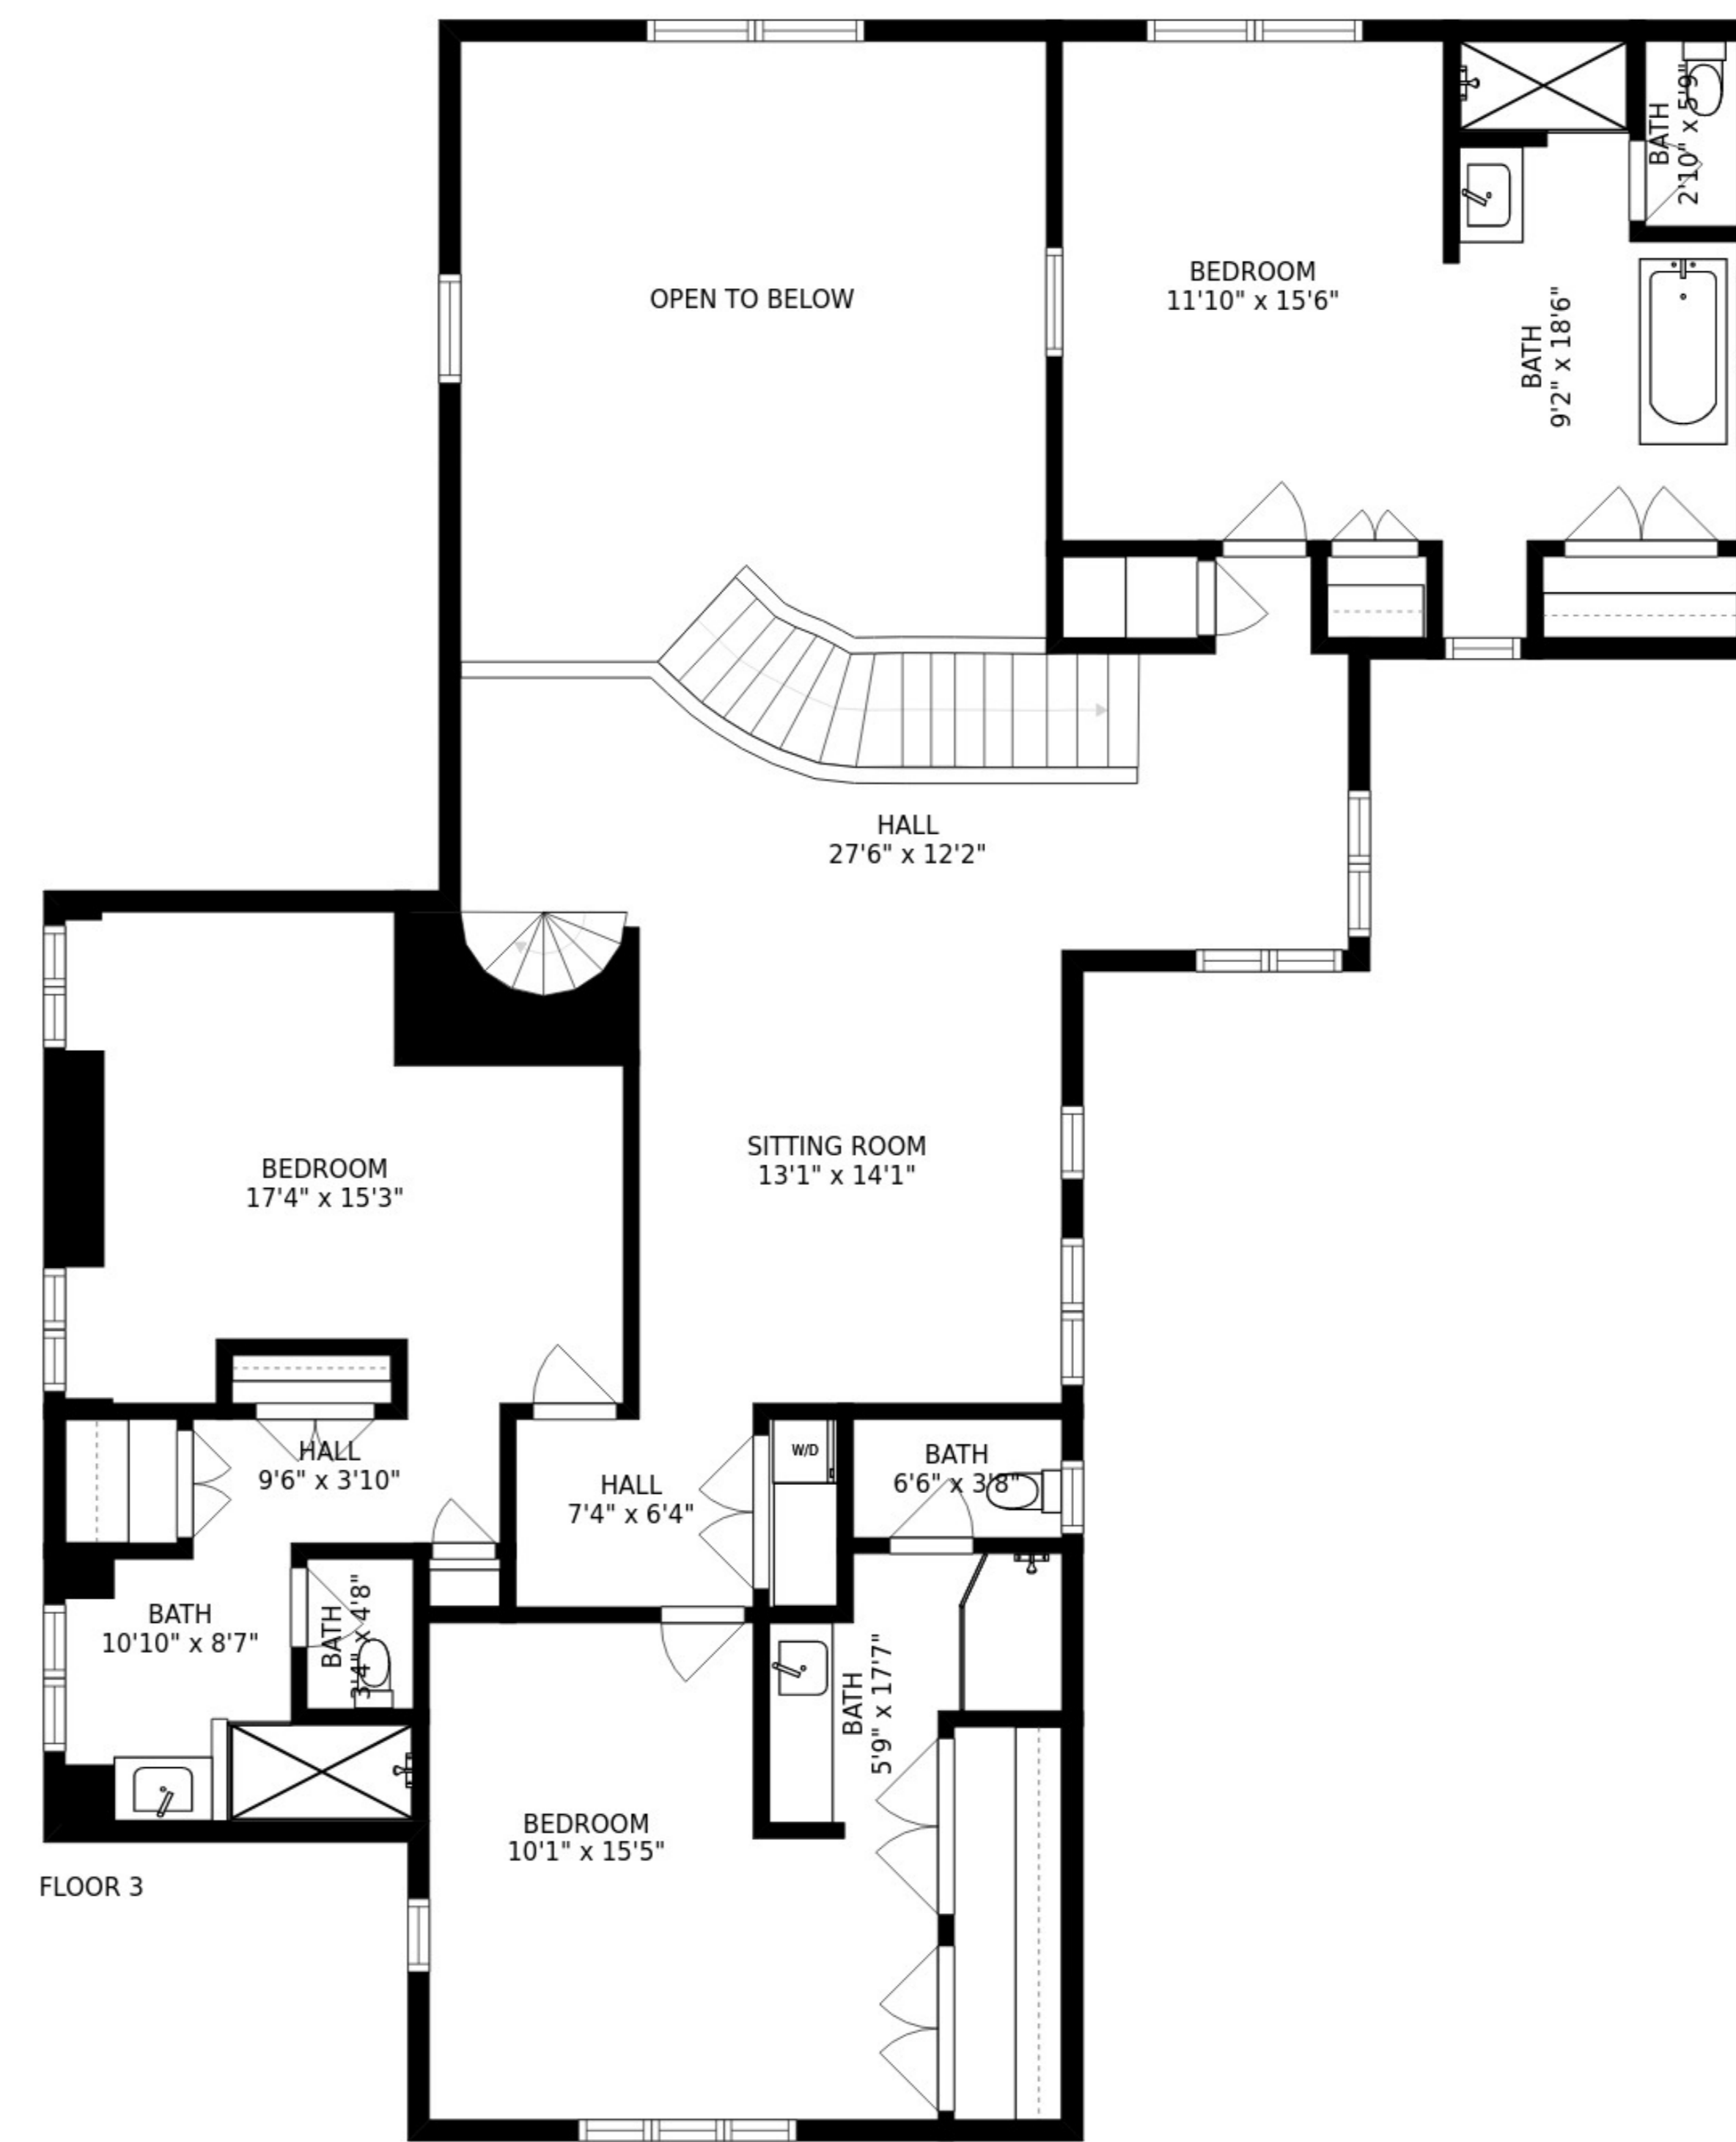 BATH
2'10" x 5'9"
OPEN TO BELOW
BEDROOM
11'10" x 15'6"
BATH
9'2" x 18'6"
HALL
27'6" x 12'2"
SITTING ROOM
13'1" x 14'1"
BEDROOM
17'4" x 15'3"
HALL
9'6" x 3'10"
HALL
7'4" x 6'4"
W/D
BATH
6'6" x 3'8"
BATH
10'10" x 8'7"
BATH
3'4" x 4'8"
BATH
5'9" x 17'7"
BEDROOM
10'1" x 15'5"
FLOOR 3